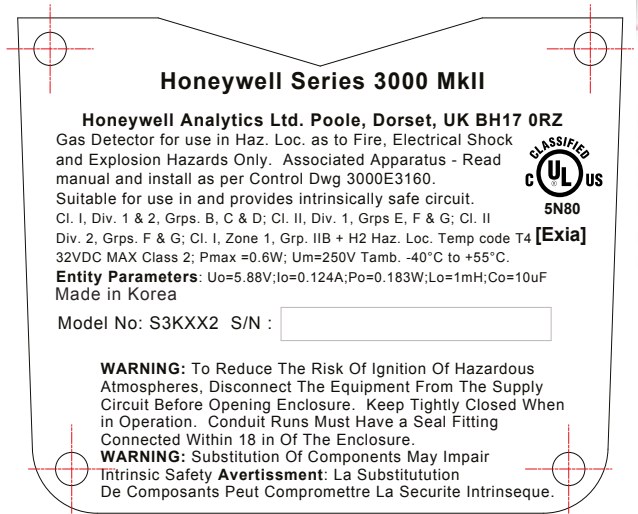 Honeywell Series 3000 MkII
Honeywell Analytics Ltd. Poole, Dorset, UK BH17 0RZ
Gas Detector for use in Haz. Loc. as to Fire, Electrical Shock
and Explosion Hazards Only.  Associated Apparatus - Read
manual and install as per Control Dwg 3000E3160.
Suitable for use in and provides intrinsically safe circuit.
Cl. I, Div. 1 & 2, Grps. B, C & D; Cl. II, Div. 1, Grps E, F & G; Cl. II
Div. 2, Grps. F & G; Cl. I, Zone 1, Grp. IIB + H2 Haz. Loc. Temp code T4 [Exia]
32VDC MAX Class 2; Pmax =0.6W; Um=250V Tamb. -40°C to +55°C.
Entity Parameters: Uo=5.88V;Io=0.124A;Po=0.183W;Lo=1mH;Co=10uF
Made in Korea
CLASSIFIED
C UL US
5N80
Model No: S3KXX2  S/N :
WARNING: To Reduce The Risk Of Ignition Of Hazardous
Atmospheres, Disconnect The Equipment From The Supply
Circuit Before Opening Enclosure.  Keep Tightly Closed When
in Operation.  Conduit Runs Must Have a Seal Fitting
Connected Within 18 in Of The Enclosure.
WARNING: Substitution Of Components May Impair
Intrinsic Safety Avertissment: La Substitutution
De Composants Peut Compromettre La Securite Intrinseque.